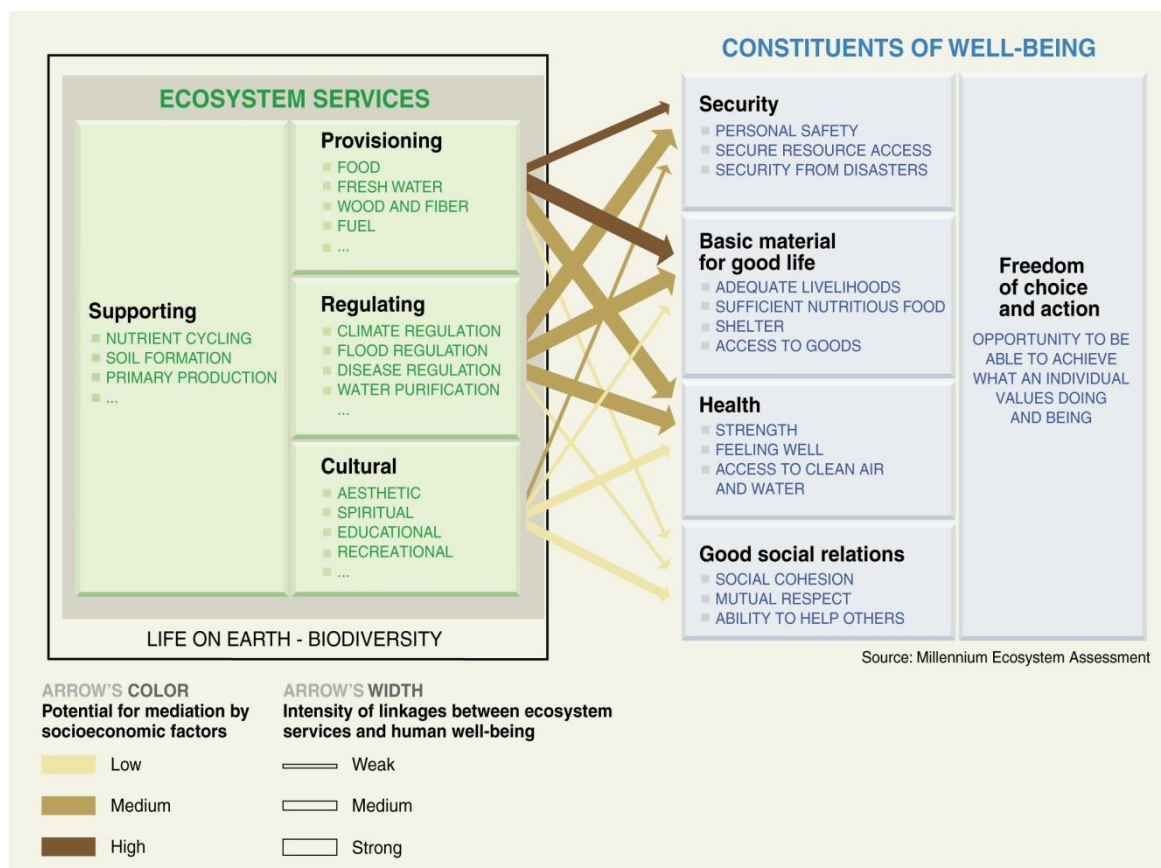 CONSTITUENTS OF WELL-BEING
ECOSYSTEM SERVICES
Supporting
NUTRIENT CYCLING
SOIL FORMATION
PRIMARY PRODUCTION
...
Provisioning
FOOD
FRESH WATER
WOOD AND FIBER
FUEL
...
Regulating
CLIMATE REGULATION
FLOOD REGULATION
DISEASE REGULATION
WATER PURIFICATION
...
Cultural
AESTHETIC
SPIRITUAL
EDUCATIONAL
RECREATIONAL
...
LIFE ON EARTH - BIODIVERSITY
Security
PERSONAL SAFETY
SECURE RESOURCE ACCESS
SECURITY FROM DISASTERS
Basic material
for good life
ADEQUATE LIVELIHOODS
SUFFICIENT NUTRITIOUS FOOD
SHELTER
ACCESS TO GOODS
Health
STRENGTH
FEELING WELL
ACCESS TO CLEAN AIR
AND WATER
Good social relations
SOCIAL COHESION
MUTUAL RESPECT
ABILITY TO HELP OTHERS
Freedom
of choice
and action
OPPORTUNITY TO BE
ABLE TO ACHIEVE
WHAT AN INDIVIDUAL
VALUES DOING
AND BEING
Source: Millennium Ecosystem Assessment
ARROW'S COLOR
Potential for mediation by
socioeconomic factors
Low
Medium
High
ARROW'S WIDTH
Intensity of linkages between ecosystem
services and human well-being
Weak
Medium
Strong